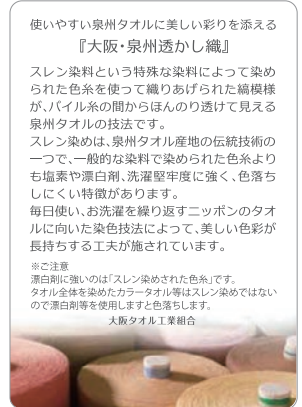 使いやすい泉州タオルに美しい彩りを添える
『大阪・泉州透かし織』
スレン染料という特殊な染料によって染め
られた色糸を使って織りあげられた縞模様
が、パイル糸の間からほんのり透けて見える
泉州タオルの技法です。
スレン染めは、泉州タオル産地の伝統技術の
一つで、一般的な染料で染められた色糸より
も塩素や漂白剤、洗濯堅牢度に強く、色落ち
しにくい特徴があります。
毎日使い、お洗濯を繰り返すニッポンのタオ
ルに向いた染色技法によって、美しい色彩が
長持ちする工夫が施されています。
※ご注意
漂白剤に強いのは「スレン染めされた色糸」です。
タオル全体を染めたカラータオル等はスレン染めではない
ので漂白剤等を使用しますと色落ちします。
大阪タオル工業組合